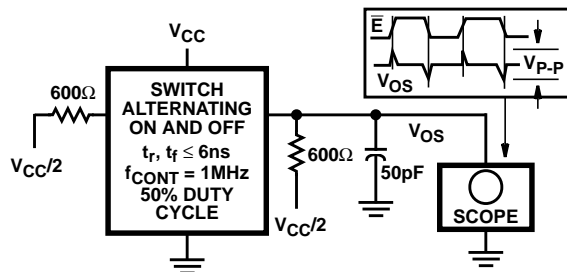 V_CC
600Ω
V_CC/2
SWITCH
ALTERNATING
ON AND OFF
t_r, t_f ≤ 6ns
f_CONT = 1MHz
50% DUTY
CYCLE
600Ω
V_CC/2
50pF
V_OS
E̅
V_OS
V_P-P
SCOPE